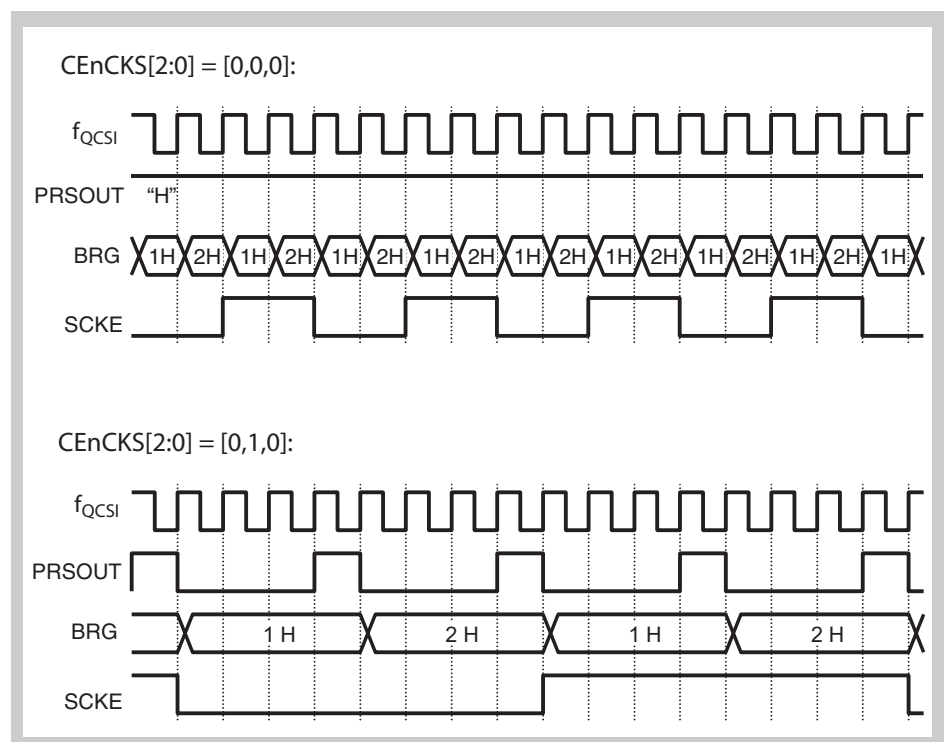 CEnCKS[2:0] = [0,0,0]:
fQCSI
PRSOUT “H”
BRG 1H 2H 1H 2H 1H 2H 1H 2H 1H 2H 1H 2H 1H 2H 1H 2H 1H
SCKE
CEnCKS[2:0] = [0,1,0]:
fQCSI
PRSOUT
BRG 1 H 2 H 1 H 2 H
SCKE